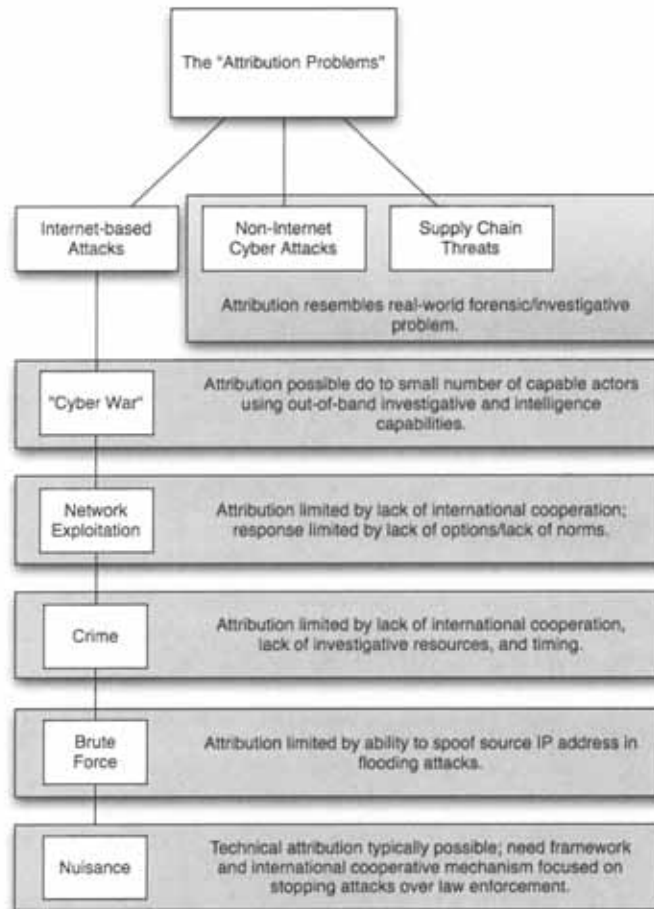 The "Attribution Problems"
Internet-based
Attacks
Non-Internet
Cyber Attacks
Supply Chain
Threats
Attribution resembles real-world forensic/investigative
problem.
"Cyber War"
Attribution possible do to small number of capable actors
using out-of-band investigative and intelligence
capabilities.
Network
Exploitation
Attribution limited by lack of international cooperation;
response limited by lack of options/lack of norms.
Crime
Attribution limited by lack of international cooperation,
lack of investigative resources, and timing.
Brute
Force
Attribution limited by ability to spoof source IP address in
flooding attacks.
Nuisance
Technical attribution typically possible; need framework
and international cooperative mechanism focused on
stopping attacks over law enforcement.